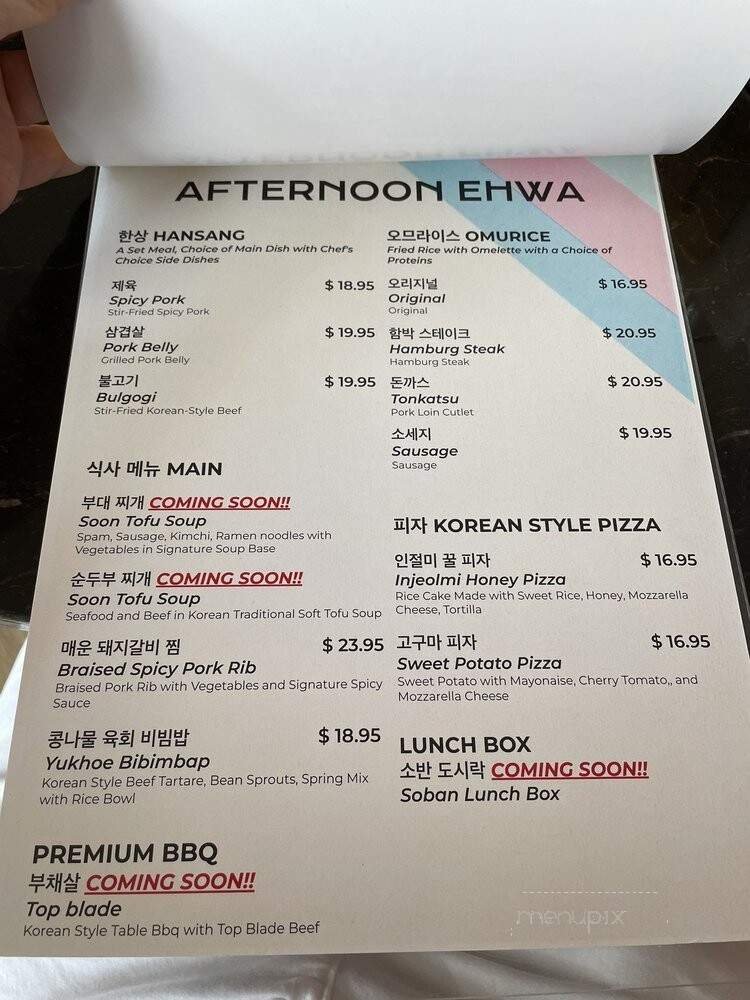 AFTERNOON EHWA
한상 HANSANG
A Set Meal, Choice of Main Dish with Chef's
Choice Side Dishes
제육 $ 18.95
Spicy Pork
Stir-Fried Spicy Pork
삼겹살 $ 19.95
Pork Belly
Grilled Pork Belly
불고기 $ 19.95
Bulgogi
Stir-Fried Korean-Style Beef
식사 메뉴 MAIN
부대 찌개 COMING SOON!!
Soon Tofu Soup
Spam, Sausage, Kimchi, Ramen noodles with
Vegetables in Signature Soup Base
순두부 찌개 COMING SOON!!
Soon Tofu Soup
Seafood and Beef in Korean Traditional Soft Tofu Soup
매운 돼지갈비 찜 $ 23.95
Braised Spicy Pork Rib
Braised Pork Rib with Vegetables and Signature Spicy
Sauce
콩나물 육회 비빔밥 $ 18.95
Yukhoe Bibimbap
Korean Style Beef Tartare, Bean Sprouts, Spring Mix
with Rice Bowl
PREMIUM BBQ
부채살 COMING SOON!!
Top blade
Korean Style Table Bbq with Top Blade Beef
오므라이스 OMURICE
Fried Rice with Omelette with a Choice of
Proteins
오리지널 $ 16.95
Original
Original
함박 스테이크 $ 20.95
Hamburg Steak
Hamburg Steak
돈까스 $ 20.95
Tonkatsu
Pork Loin Cutlet
소세지 $ 19.95
Sausage
Sausage
피자 KOREAN STYLE PIZZA
인절미 꿀 피자 $ 16.95
Injeolmi Honey Pizza
Rice Cake Made with Sweet Rice, Honey, Mozzarella
Cheese, Tortilla
고구마 피자 $ 16.95
Sweet Potato Pizza
Sweet Potato with Mayonaise, Cherry Tomato,, and
Mozzarella Cheese
LUNCH BOX
소반 도시락 COMING SOON!!
Soban Lunch Box
menupix